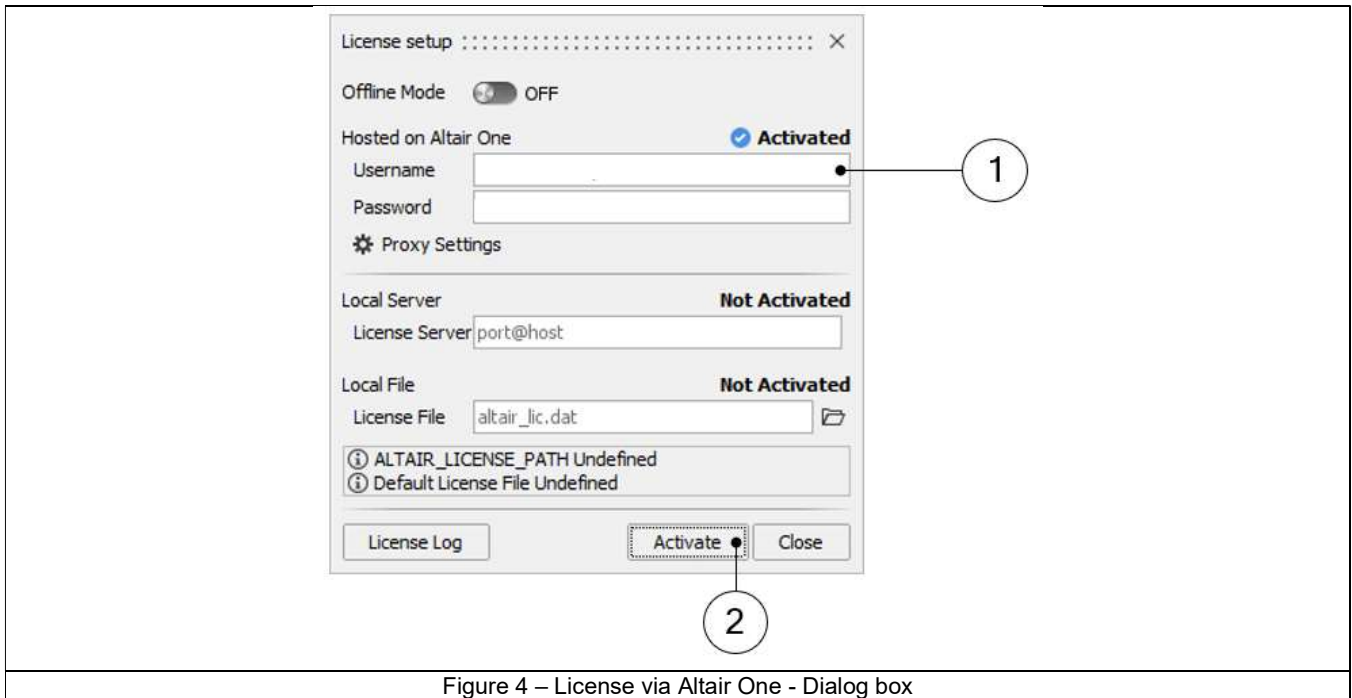 License setup
Offline Mode OFF
Hosted on Altair One Activated
Username
1
Password
Proxy Settings
Local Server Not Activated
License Server port@host
Local File Not Activated
License File altair_lic.dat
ALTAIR_LICENSE_PATH Undefined
Default License File Undefined
License Log Activate Close
2
Figure 4 – License via Altair One - Dialog box